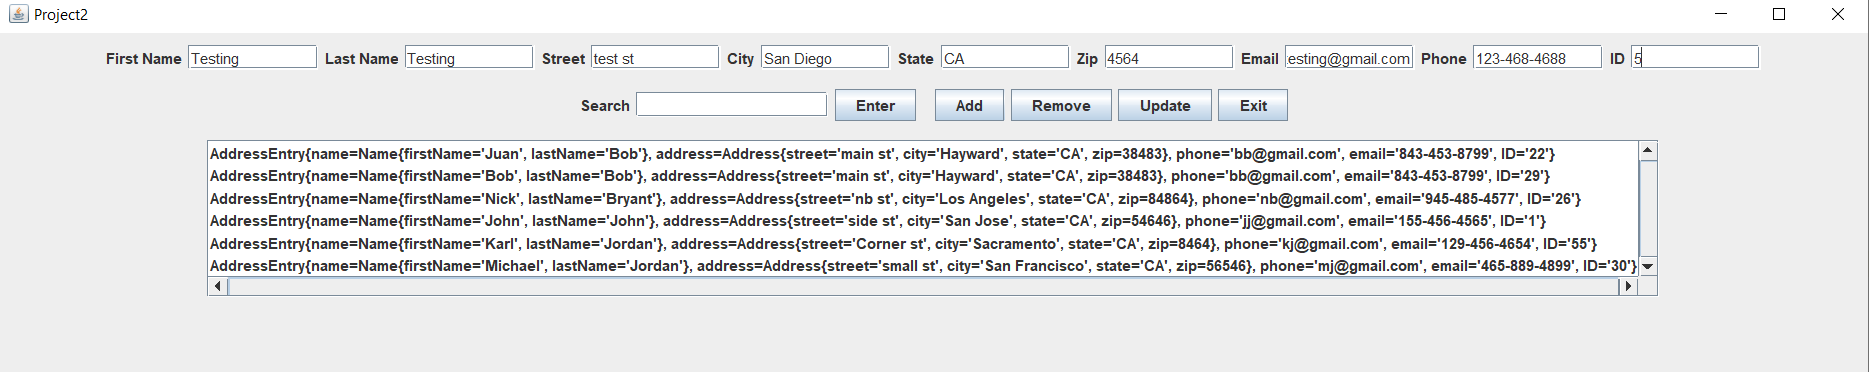 Project2
First Name Testing Last Name Testing Street test st City San Diego State CA Zip 4564 Email esting@gmail.com Phone 123-468-4688 ID 5
Search Enter Add Remove Update Exit
AddressEntry{name=Name{firstName='Juan', lastName='Bob'}, address=Address{street='main st', city='Hayward', state='CA', zip=38483}, phone='bb@gmail.com', email='843-453-8799', ID='22'}
AddressEntry{name=Name{firstName='Bob', lastName='Bob'}, address=Address{street='main st', city='Hayward', state='CA', zip=38483}, phone='bb@gmail.com', email='843-453-8799', ID='29'}
AddressEntry{name=Name{firstName='Nick', lastName='Bryant'}, address=Address{street='nb st', city='Los Angeles', state='CA', zip=84864}, phone='nb@gmail.com', email='945-485-4577', ID='26'}
AddressEntry{name=Name{firstName='John', lastName='John'}, address=Address{street='side st', city='San Jose', state='CA', zip=54646}, phone='jj@gmail.com', email='155-456-4565', ID='1'}
AddressEntry{name=Name{firstName='Karl', lastName='Jordan'}, address=Address{street='Corner st', city='Sacramento', state='CA', zip=8464}, phone='kj@gmail.com', email='129-456-4654', ID='55'}
AddressEntry{name=Name{firstName='Michael', lastName='Jordan'}, address=Address{street='small st', city='San Francisco', state='CA', zip=56546}, phone='mj@gmail.com', email='465-889-4899', ID='30'}